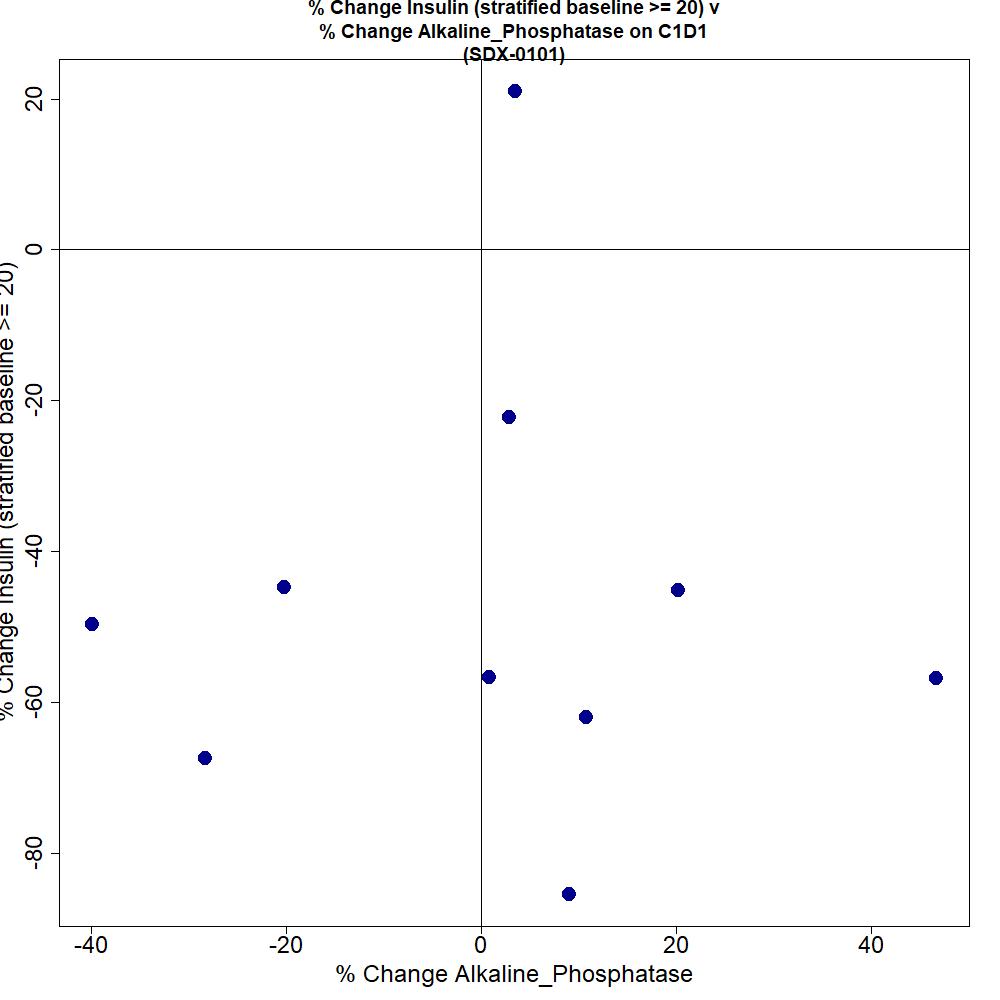 % Change Insulin (stratified baseline >= 20) v
% Change Alkaline_Phosphatase on C1D1
(SDX-0101)
% Change Insulin (stratified baseline >= 20)
20
0
-20
-40
-60
-80
-40
-20
0
20
40
% Change Alkaline_Phosphatase